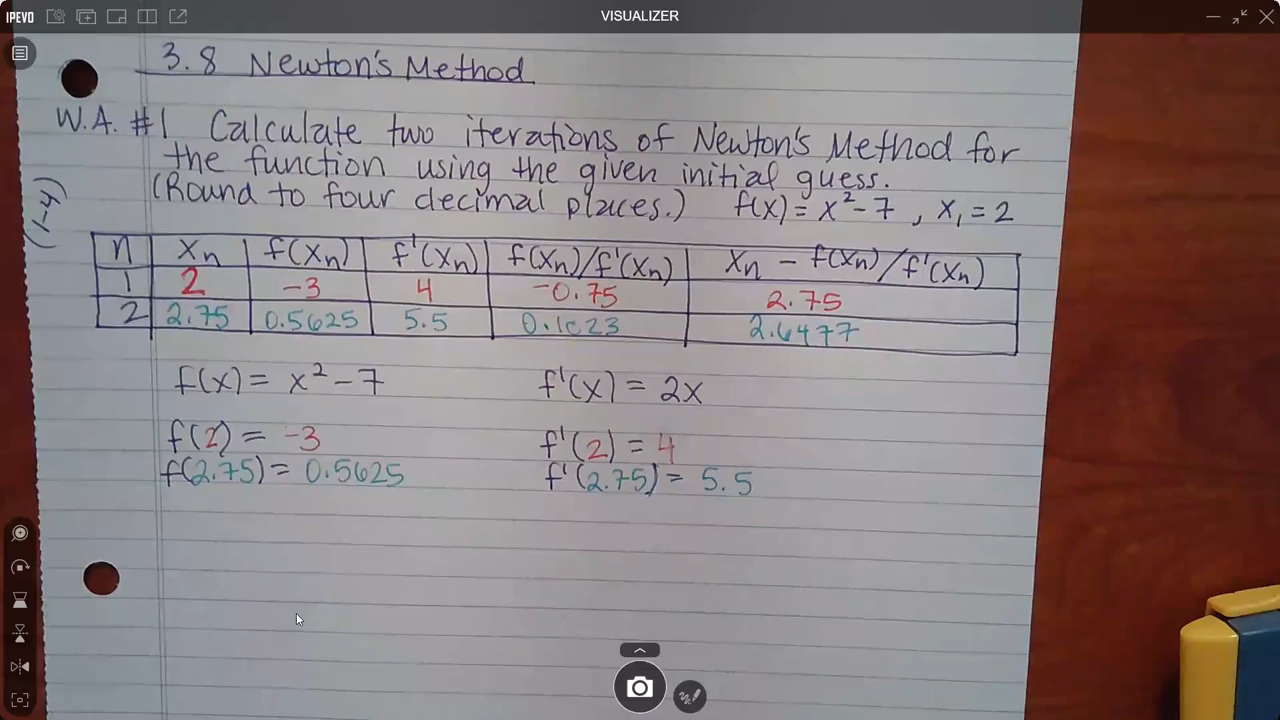 IPEVO
VISUALIZER
3.8 Newton's Method
W.A. #1 Calculate two iterations of Newton's Method for
the function using the given initial guess.
(Round to four decimal places.) f(x) = x² - 7 , x₁ = 2
(1-4)
n xₙ f(xₙ) f'(xₙ) f(xₙ)/f'(xₙ) xₙ - f(xₙ)/f'(xₙ)
1 2 -3 4 -0.75 2.75
2 2.75 0.5625 5.5 0.1023 2.6477
f(x) = x² - 7 f'(x) = 2x
f(2) = -3 f'(2) = 4
f(2.75) = 0.5625 f'(2.75) = 5.5